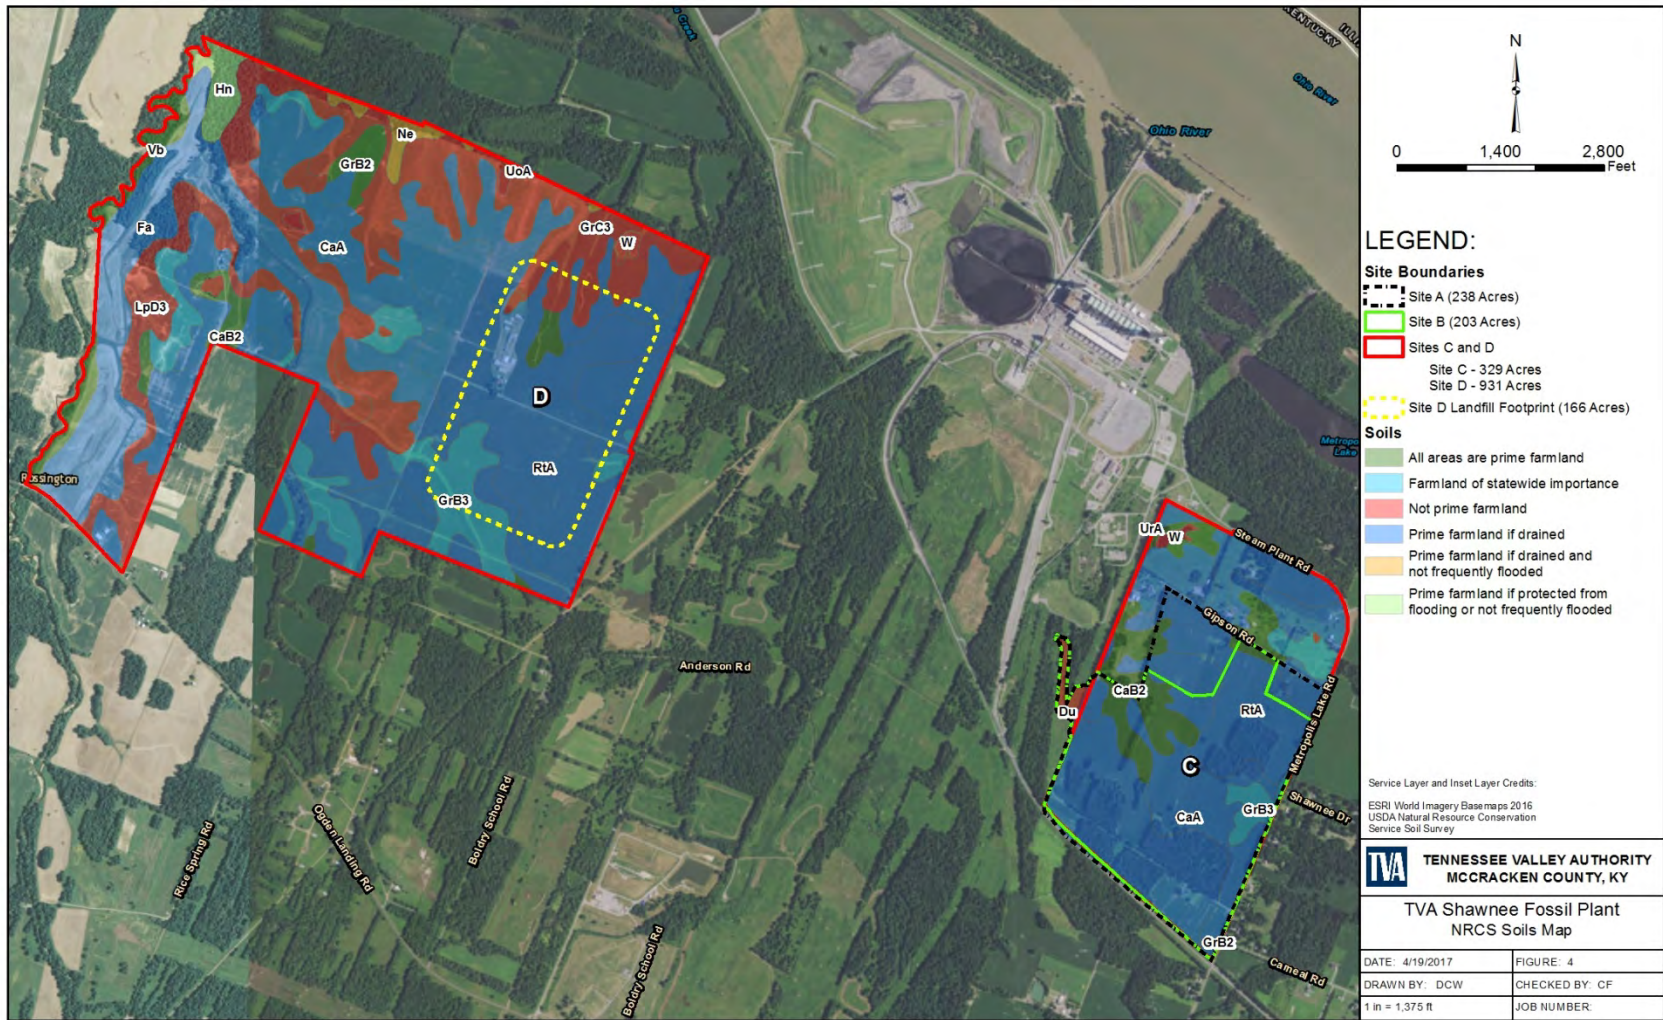 KENTUCKY
Ohio River
Ohio River
Hn
Ne
Vb
GrB2
UoA
Fa
CaA
GrC3
W
LpD3
CaB2
D
RtA
GrB3
Rossington
Metropo
Lake
UrA
W
Steam Plant Rd
Gipson Rd
Anderson Rd
CaB2
Du
RtA
Metropolis Lake Rd
C
GrB3
Shawnee Dr
CaA
Rice Spring Rd
Ogden Landing Rd
Boldry School Rd
Boldry School Rd
GrB2
Carneal Rd
N
0 1,400 2,800
Feet
LEGEND:
Site Boundaries
Site A (238 Acres)
Site B (203 Acres)
Sites C and D
Site C - 329 Acres
Site D - 931 Acres
Site D Landfill Footprint (166 Acres)
Soils
All areas are prime farmland
Farmland of statewide importance
Not prime farmland
Prime farmland if drained
Prime farmland if drained and
not frequently flooded
Prime farmland if protected from
flooding or not frequently flooded
Service Layer and Inset Layer Credits:
ESRI World Imagery Basemaps 2016
USDA Natural Resource Conservation
Service Soil Survey
TVA
TENNESSEE VALLEY AUTHORITY
MCCRACKEN COUNTY, KY
TVA Shawnee Fossil Plant
NRCS Soils Map
DATE: 4/19/2017 FIGURE: 4
DRAWN BY: DCW CHECKED BY: CF
1 in = 1,375 ft JOB NUMBER: